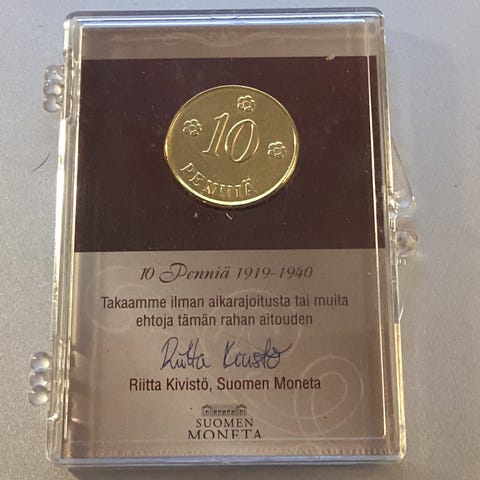 10
PENNIÄ
10 Penniä 1919-1940
Takaamme ilman aikarajoitusta tai muita
ehtoja tämän rahan aitouden
Riitta Kivistö
Riitta Kivistö, Suomen Moneta
SUOMEN
MONETA